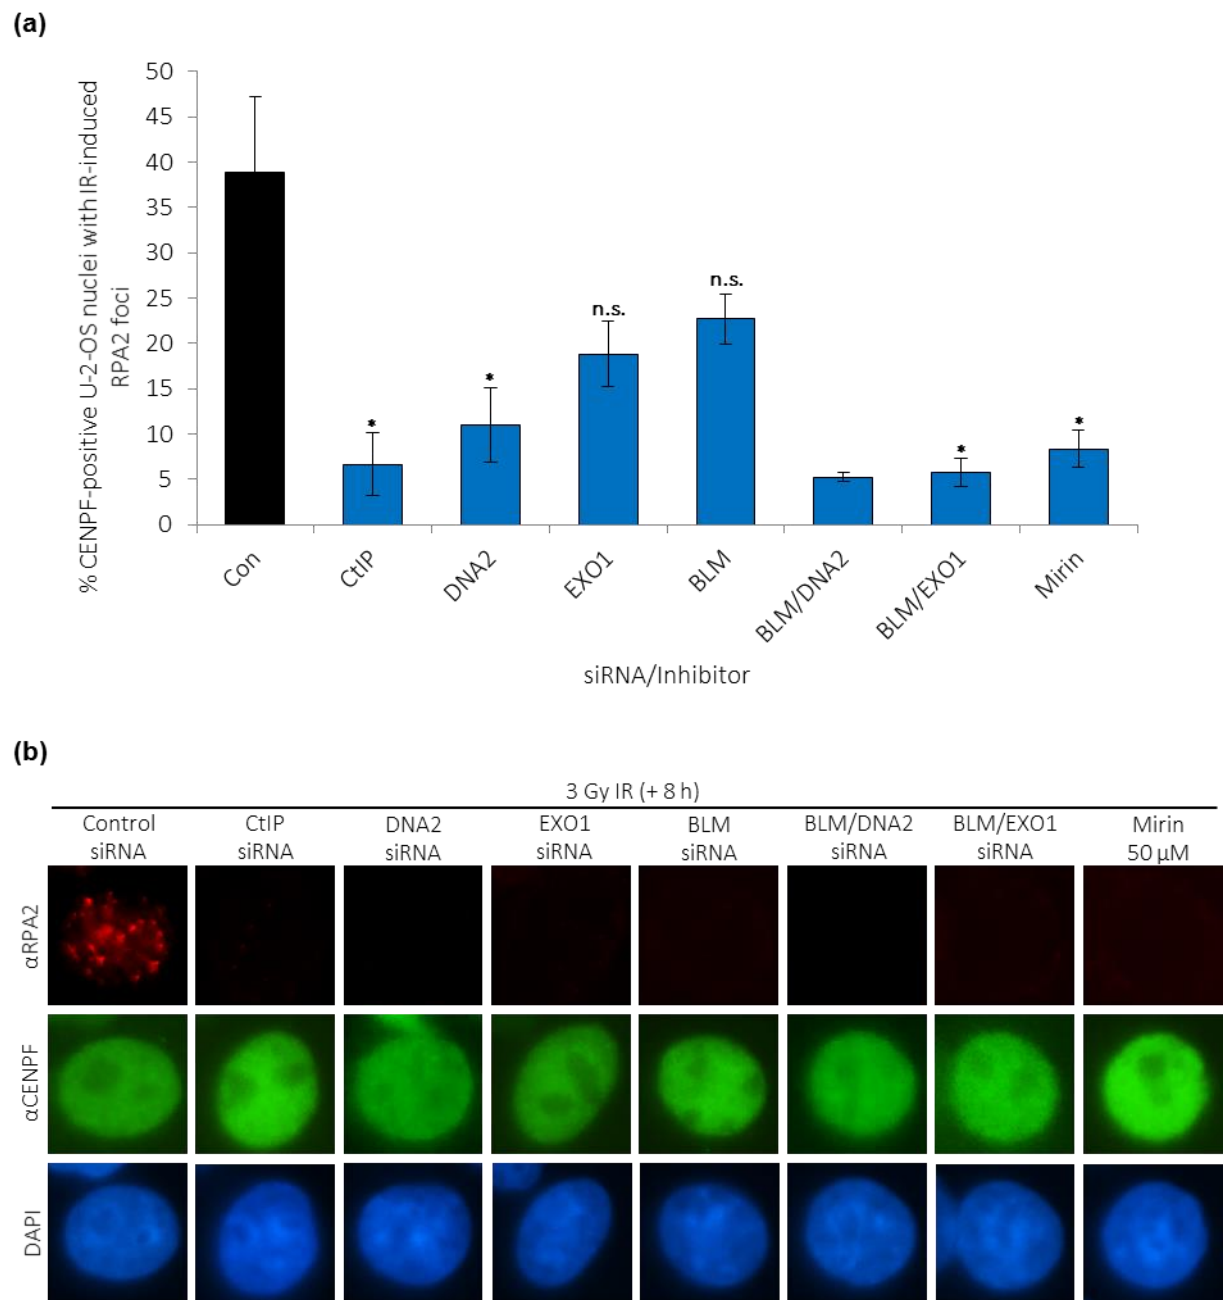 (a)
% CENPF-positive U-2-OS nuclei with IR-induced
RPA2 foci
50
45
40
35
30
25
20
15
10
5
0
*
*
n.s.
n.s.
*
*
Con
CtIP
DNA2
EXO1
BLM
BLM/DNA2
BLM/EXO1
Mirin
siRNA/Inhibitor
(b)
3 Gy IR (+ 8 h)
Control siRNA
CtIP siRNA
DNA2 siRNA
EXO1 siRNA
BLM siRNA
BLM/DNA2 siRNA
BLM/EXO1 siRNA
Mirin 50 µM
αRPA2
αCENPF
DAPI